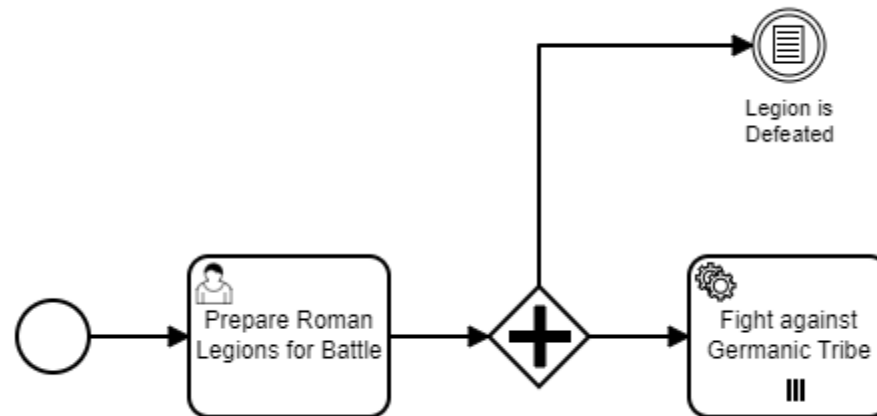 Legion is
Defeated
Prepare Roman
Legions for Battle
Fight against
Germanic Tribe